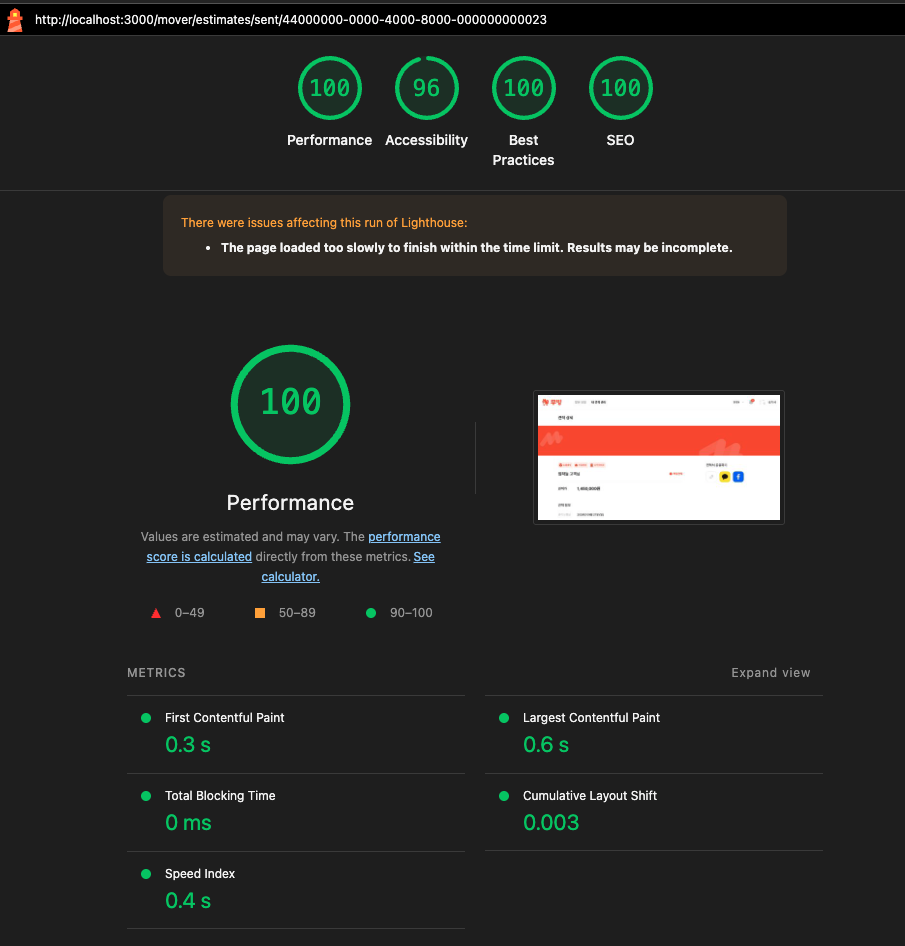 http://localhost:3000/mover/estimates/sent/44000000-0000-4000-8000-000000000023
100 96 100 100
Performance Accessibility Best Practices SEO
There were issues affecting this run of Lighthouse:
• The page loaded too slowly to finish within the time limit. Results may be incomplete.
100
Performance
Values are estimated and may vary. The performance
score is calculated directly from these metrics. See
calculator.
0–49 50–89 90–100
METRICS Expand view
First Contentful Paint
0.3 s
Largest Contentful Paint
0.6 s
Total Blocking Time
0 ms
Cumulative Layout Shift
0.003
Speed Index
0.4 s